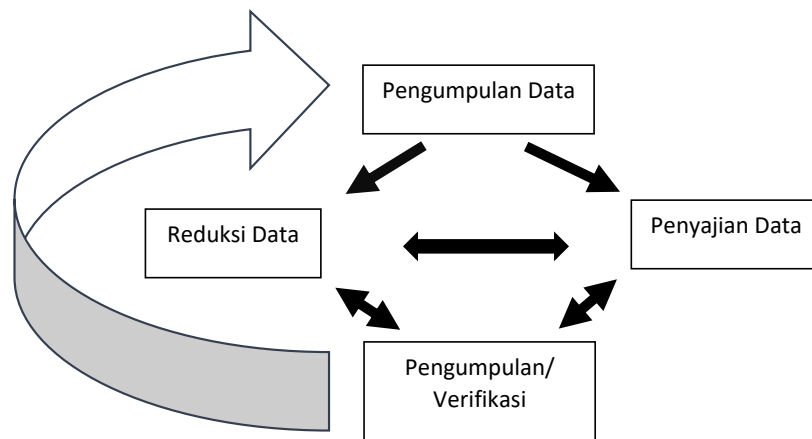 Pengumpulan Data
Reduksi Data
Penyajian Data
Pengumpulan/
Verifikasi